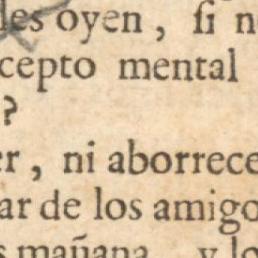 les oyen, ſi n
cepto mental
?
er, ni aborrece
ar de los amigo
s mañana, y lo